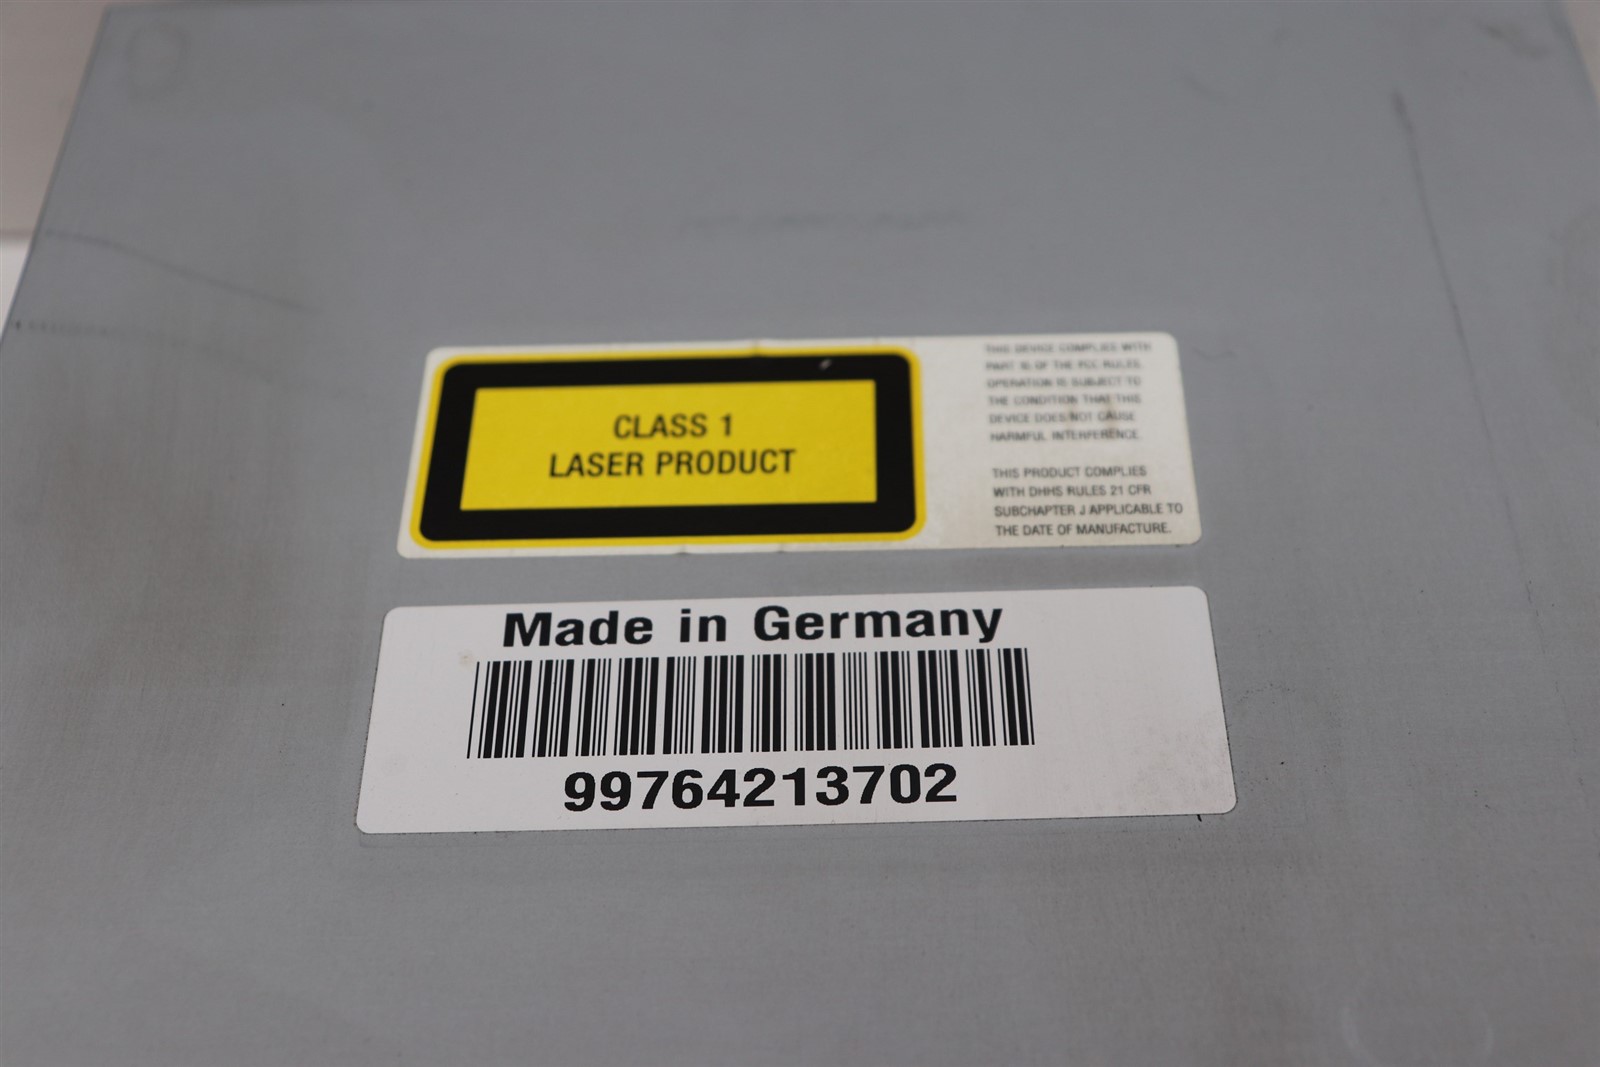 CLASS 1
LASER PRODUCT
THIS DEVICE COMPLIES WITH
PART 15 OF THE FCC RULES.
OPERATION IS SUBJECT TO
THE CONDITION THAT THIS
DEVICE DOES NOT CAUSE
HARMFUL INTERFERENCE.
THIS PRODUCT COMPLIES
WITH DHHS RULES 21 CFR
SUBCHAPTER J APPLICABLE TO
THE DATE OF MANUFACTURE.
Made in Germany
99764213702